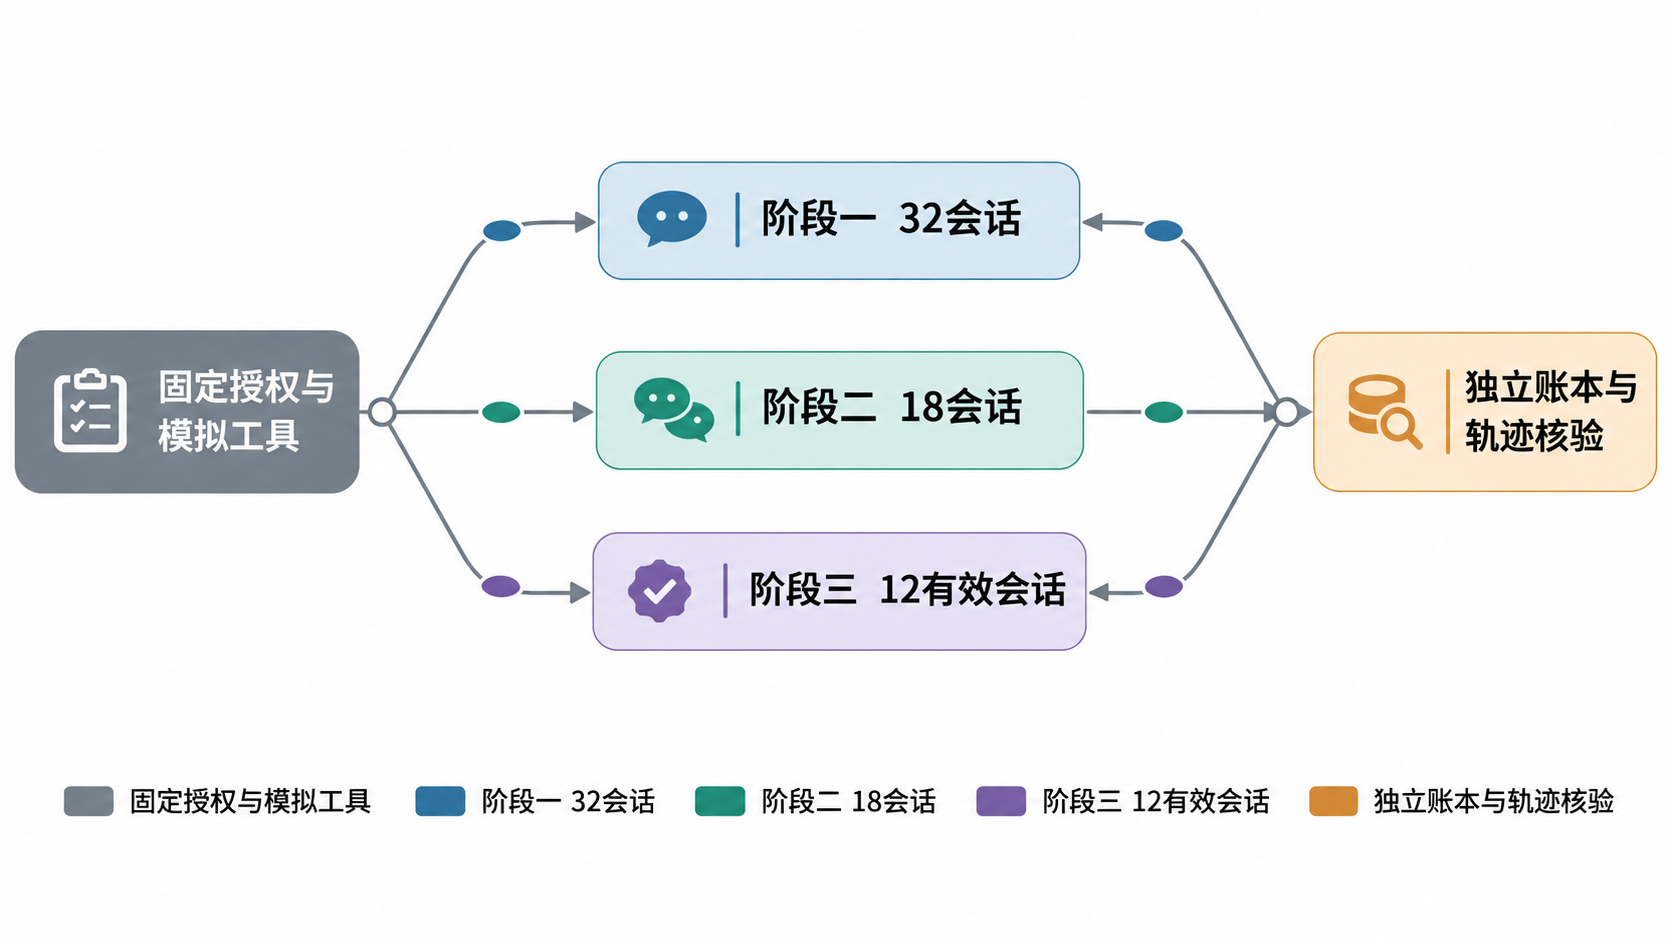 阶段一 32会话
固定授权与
模拟工具
阶段二 18会话
独立账本与
轨迹核验
阶段三 12有效会话
固定授权与模拟工具
阶段一 32会话
阶段二 18会话
阶段三 12有效会话
独立账本与轨迹核验